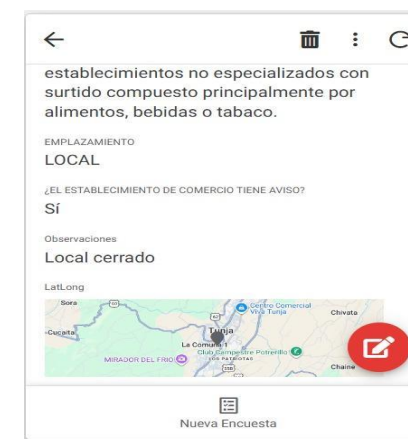 establecimientos no especializados con
surtido compuesto principalmente por
alimentos, bebidas o tabaco.
EMPLAZAMIENTO
LOCAL
¿EL ESTABLECIMIENTO DE COMERCIO TIENE AVISO?
Sí
Observaciones
Local cerrado
LatLong
Sora
Centro Comercial
Viva Tunja
Chivata
Cucaita
Tunja
La Comuna 1
LOS PATRIOTAS
Club Campestre Potrerillo
MIRADOR DEL FRIO
Chaine
Nueva Encuesta